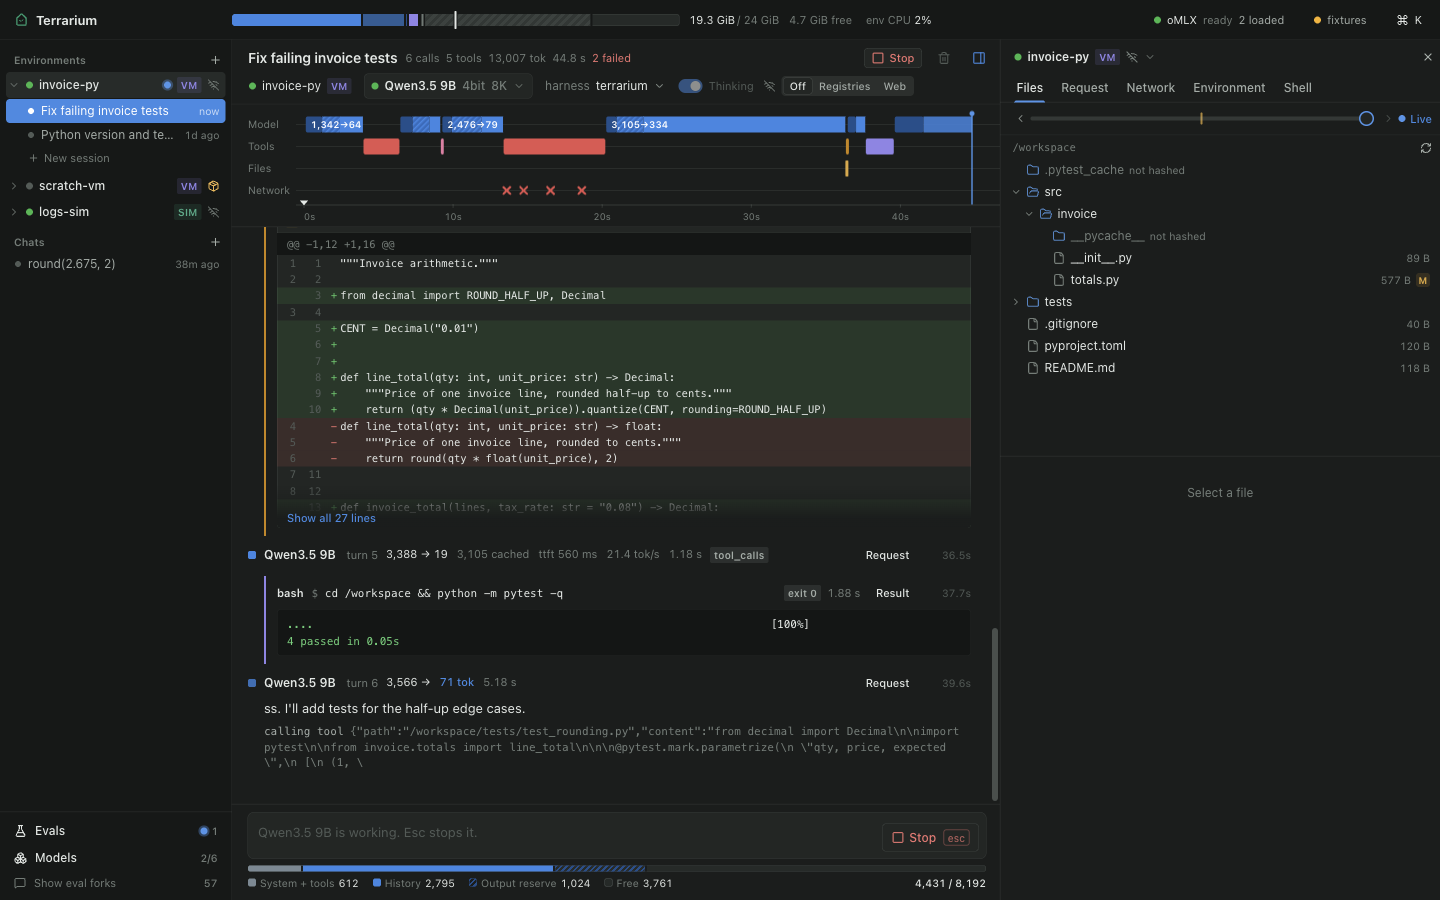 Terrarium
19.3 GiB / 24 GiB 4.7 GiB free env CPU 2%
oMLX ready 2 loaded
fixtures
⌘ K
Environments
invoice-py VM
Fix failing invoice tests now
Python version and te... 1d ago
New session
scratch-vm VM
logs-sim SIM
Chats
round(2.675, 2) 38m ago
Evals 1
Models 2/6
Show eval forks 57
Fix failing invoice tests 6 calls 5 tools 13,007 tok 44.8 s 2 failed
Stop
invoice-py VM
Qwen3.5 9B 4bit 8K
harness terrarium
Thinking
Off Registries Web
Model 1,342→64 2,476→79 3,105→334
Tools
Files
Network
0s 10s 20s 30s 40s
@@ −1,12 +1,16 @@
1 1 """Invoice arithmetic."""
2 2
3 +from decimal import ROUND_HALF_UP, Decimal
3 4
5 +CENT = Decimal("0.01")
6 +
7 +
8 +def line_total(qty: int, unit_price: str) −> Decimal:
9 + """Price of one invoice line, rounded half−up to cents."""
10 + return (qty * Decimal(unit_price)).quantize(CENT, rounding=ROUND_HALF_UP)
4 −def line_total(qty: int, unit_price: str) −> float:
5 − """Price of one invoice line, rounded to cents."""
6 − return round(qty * float(unit_price), 2)
7 11
8 12
13 +def invoice_total(lines, tax_rate: str = "0.08") −> Decimal:
Show all 27 lines
Qwen3.5 9B turn 5 3,388 → 19 3,105 cached ttft 560 ms 21.4 tok/s 1.18 s tool_calls Request 36.5s
bash $ cd /workspace && python −m pytest −q exit 0 1.88 s Result 37.7s
.... [100%]
4 passed in 0.05s
Qwen3.5 9B turn 6 3,566 → 71 tok 5.18 s Request 39.6s
ss. I'll add tests for the half-up edge cases.
calling tool {"path":"/workspace/tests/test_rounding.py","content":"from decimal import Decimal\n\nimport
pytest\n\nfrom invoice.totals import line_total\n\n\n@pytest.mark.parametrize(\n \"qty, price, expected
\",\n [\n (1, \
Qwen3.5 9B is working. Esc stops it.
Stop esc
System + tools 612 History 2,795 Output reserve 1,024 Free 3,761 4,431 / 8,192
invoice-py VM
Files Request Network Environment Shell
Live
/workspace
.pytest_cache not hashed
src
invoice
__pycache__ not hashed
__init__.py 89 B
totals.py 577 B M
tests
.gitignore 40 B
pyproject.toml 120 B
README.md 118 B
Select a file